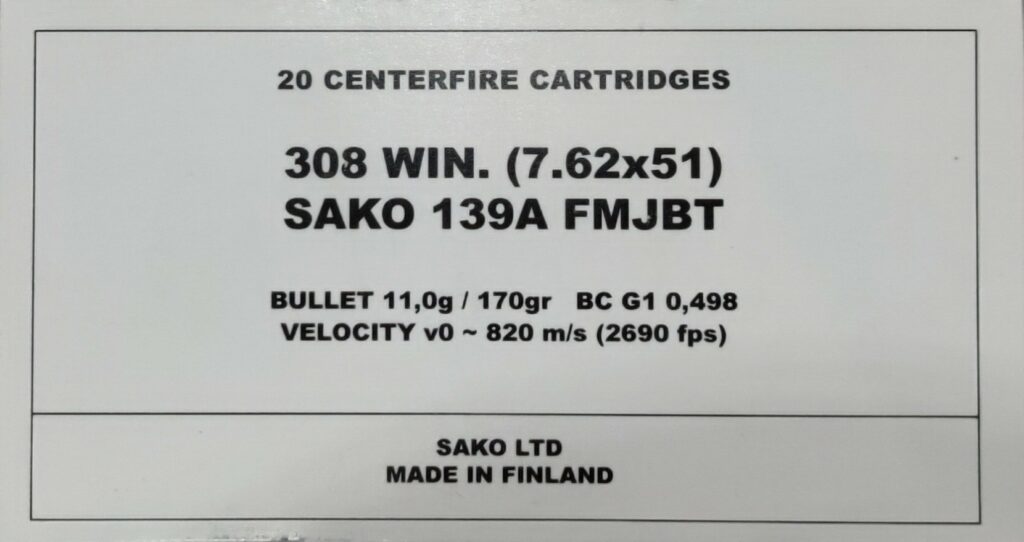 20 CENTERFIRE CARTRIDGES
308 WIN. (7.62x51)
SAKO 139A FMJBT
BULLET 11,0g / 170gr BC G1 0,498
VELOCITY v0 ~ 820 m/s (2690 fps)
SAKO LTD
MADE IN FINLAND